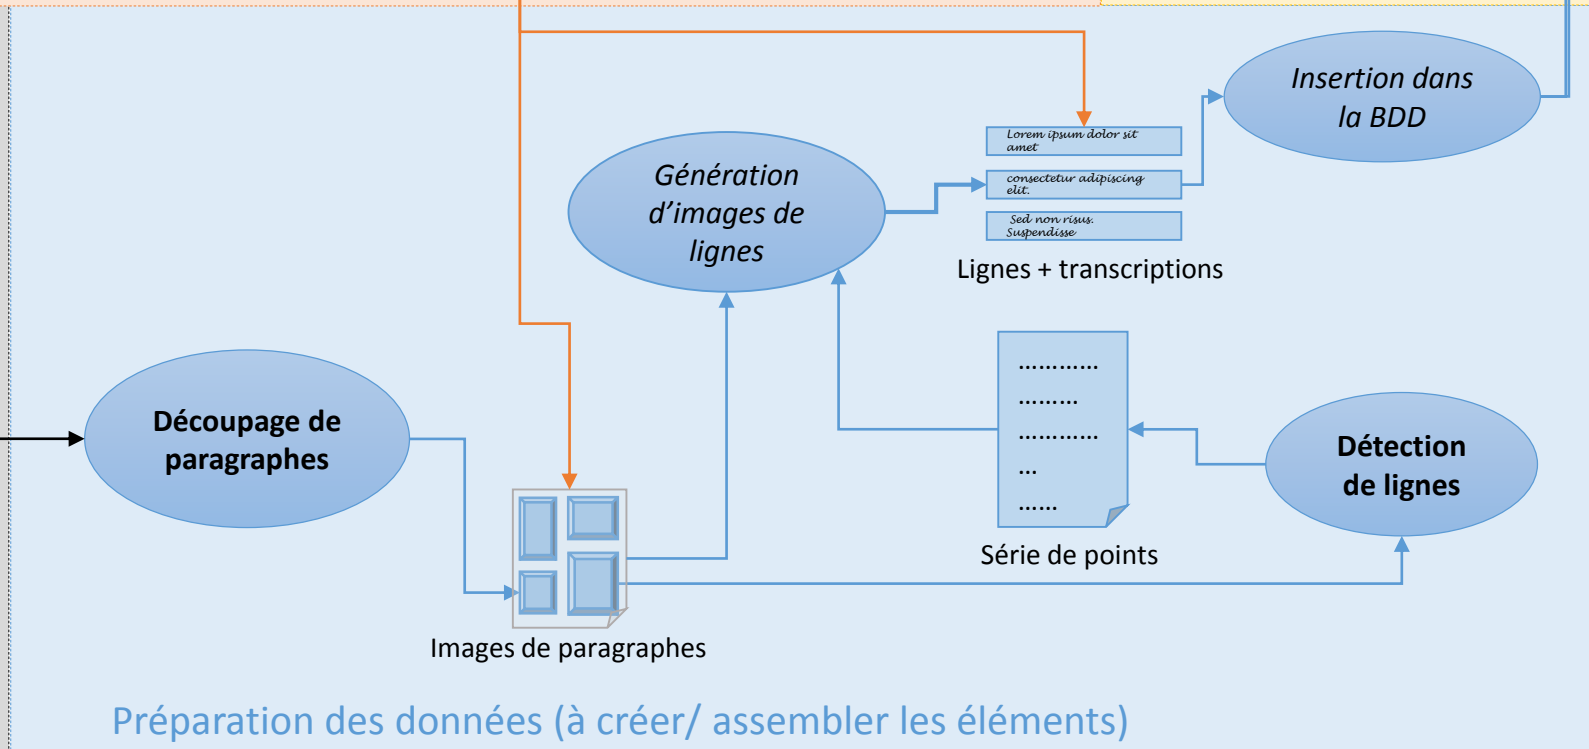 Insertion dans
la BDD
Lorem ipsum dolor sit
amet
consectetur adipiscing
elit.
Sed non risus.
Suspendisse
Lignes + transcriptions
Génération
d’images de
lignes
Découpage de
paragraphes
…………
………
…………
…
……
Série de points
Détection
de lignes
Images de paragraphes
Préparation des données (à créer/ assembler les éléments)